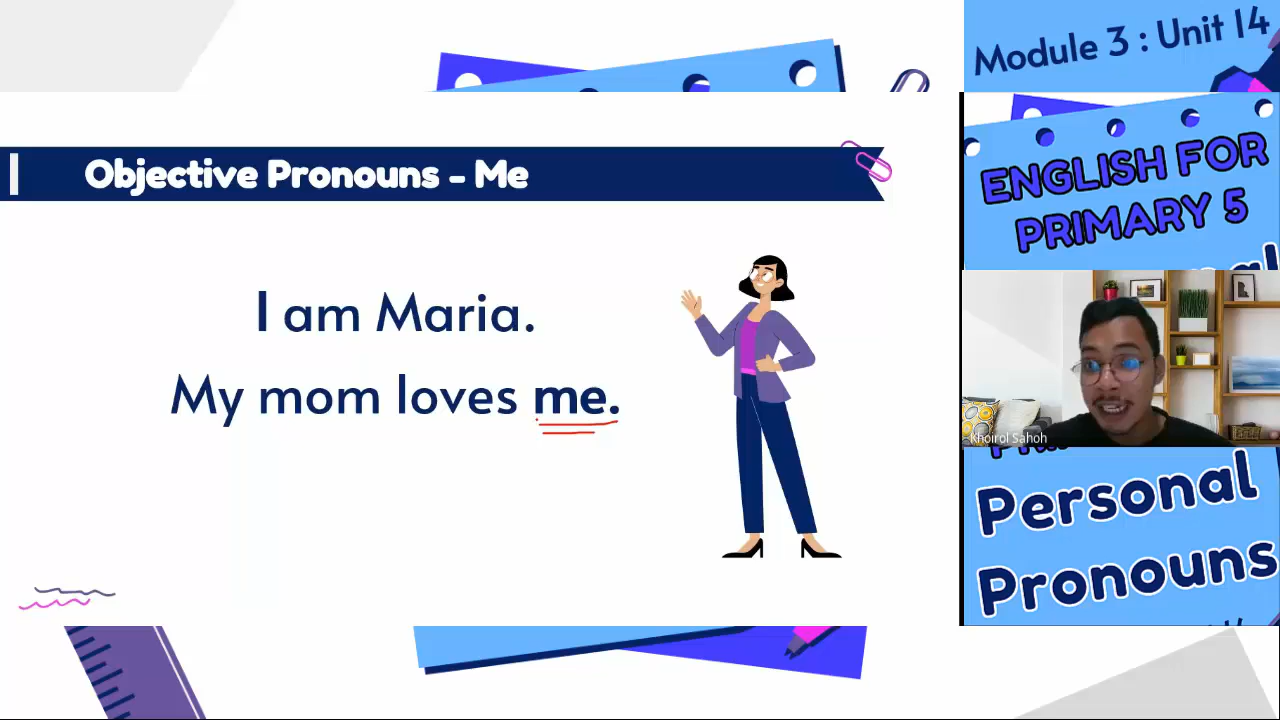 Objective Pronouns - Me
I am Maria.
My mom loves me.
Module 3 : Unit 14
ENGLISH FOR
PRIMARY 5
Khoirol Sahoh
Personal
Pronouns